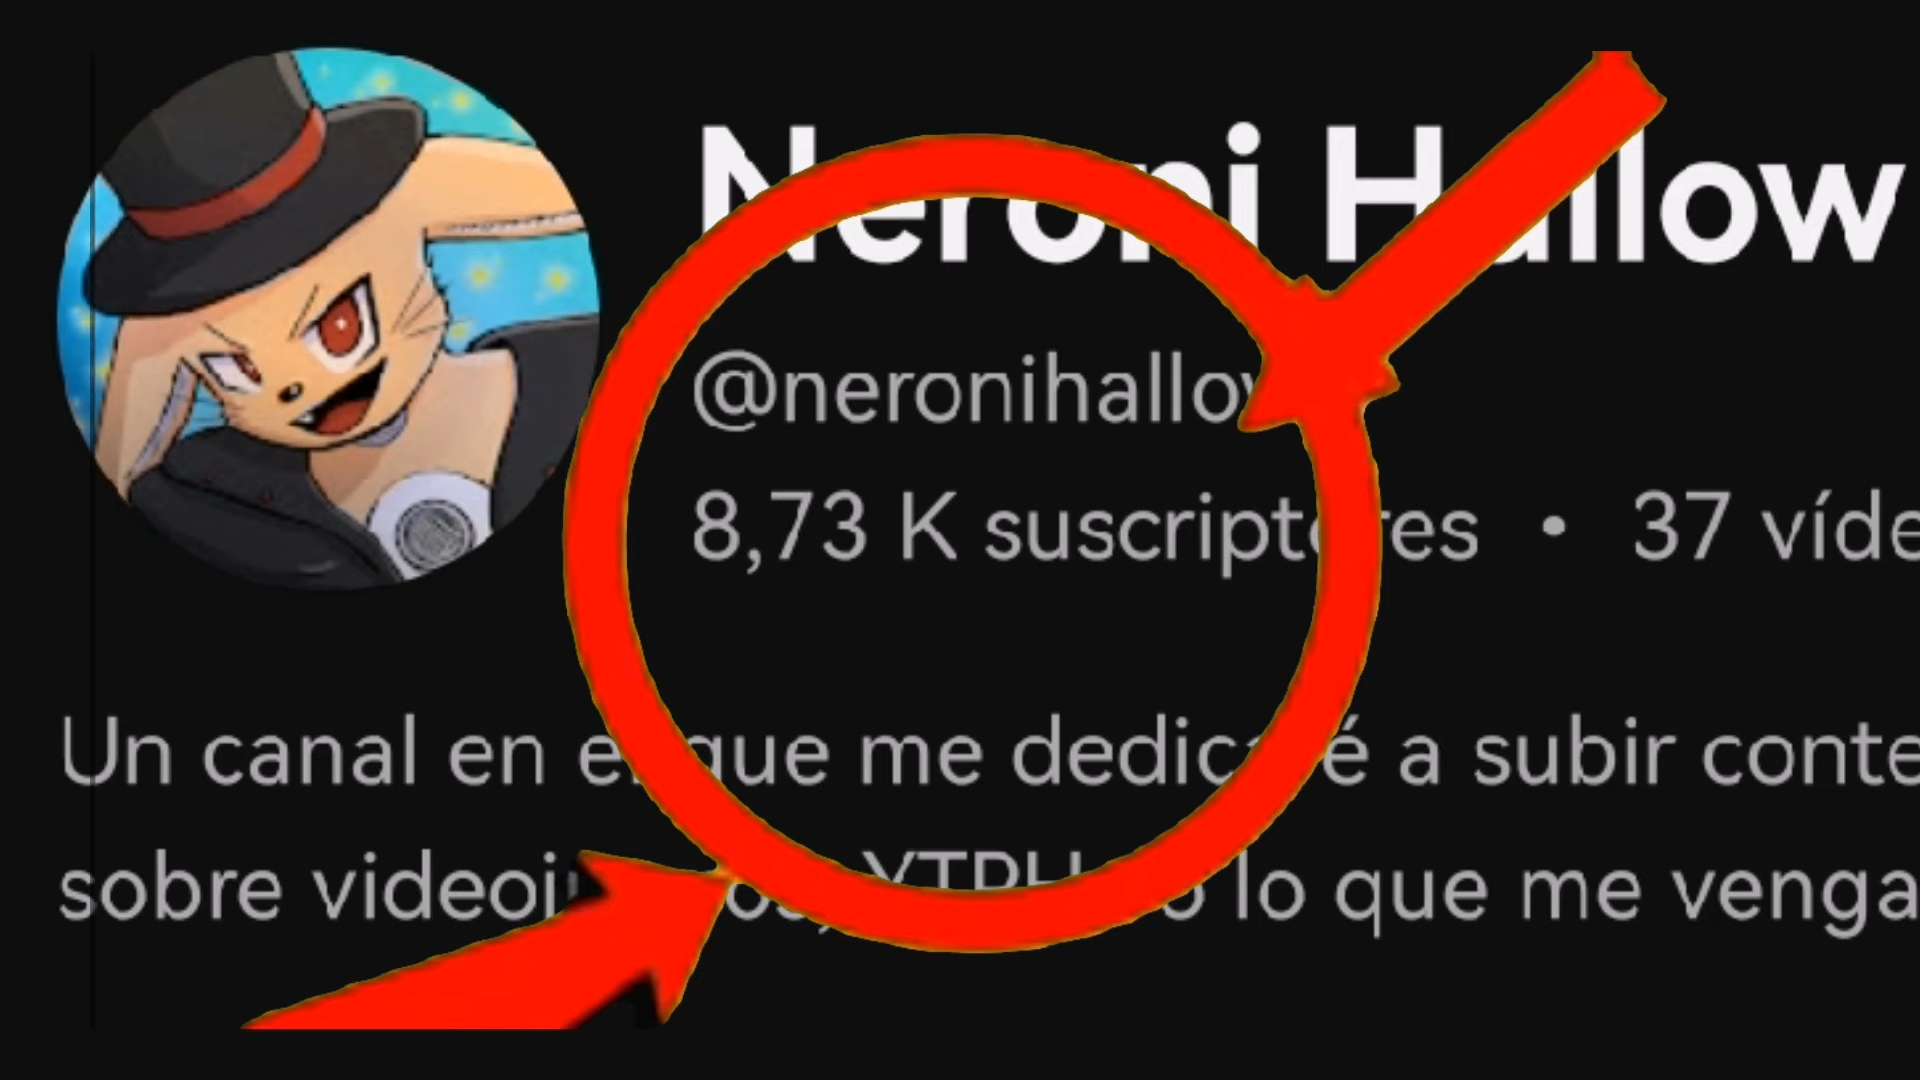 Neroni Hallow
@neronihallow
8,73 K suscriptores • 37 víde
Un canal en el que me dedicaré a subir conte
sobre videojuegos, YTPH o lo que me venga